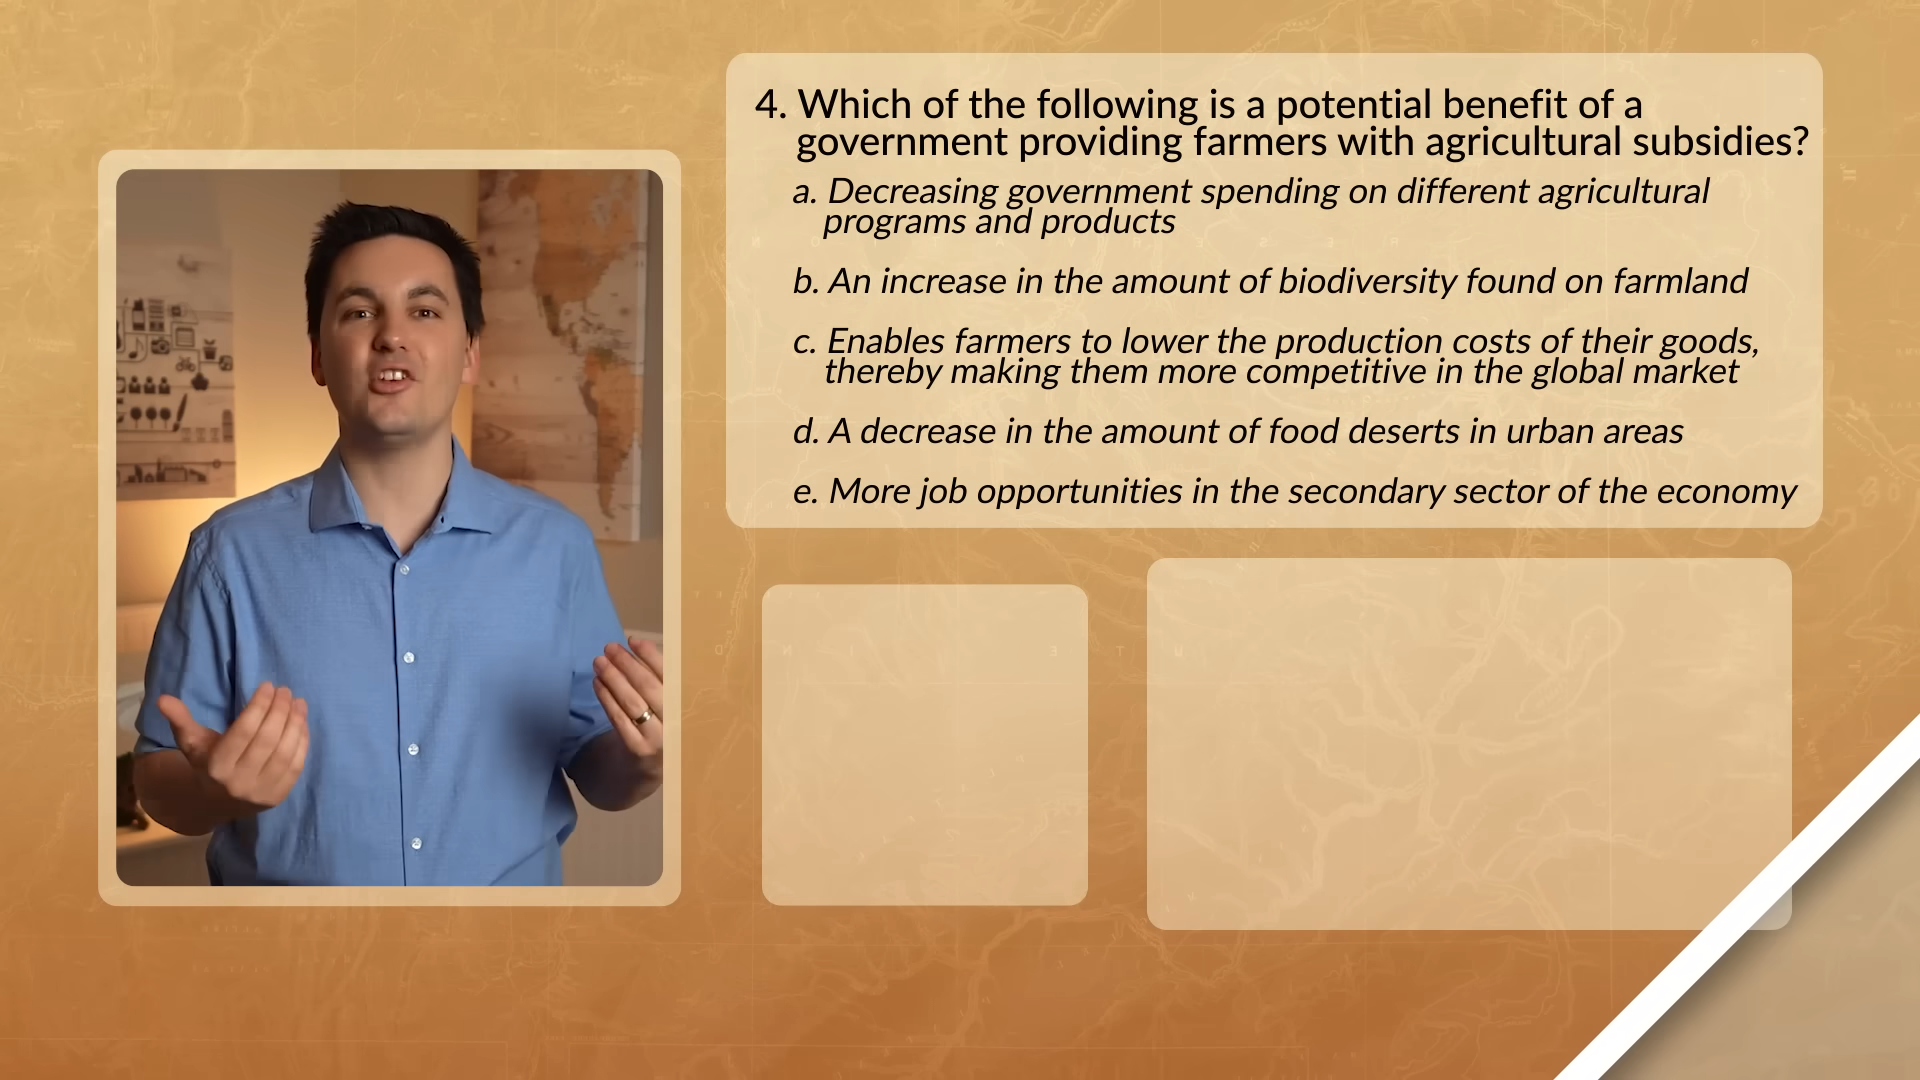 4. Which of the following is a potential benefit of a
government providing farmers with agricultural subsidies?
a. Decreasing government spending on different agricultural
programs and products
b. An increase in the amount of biodiversity found on farmland
c. Enables farmers to lower the production costs of their goods,
thereby making them more competitive in the global market
d. A decrease in the amount of food deserts in urban areas
e. More job opportunities in the secondary sector of the economy